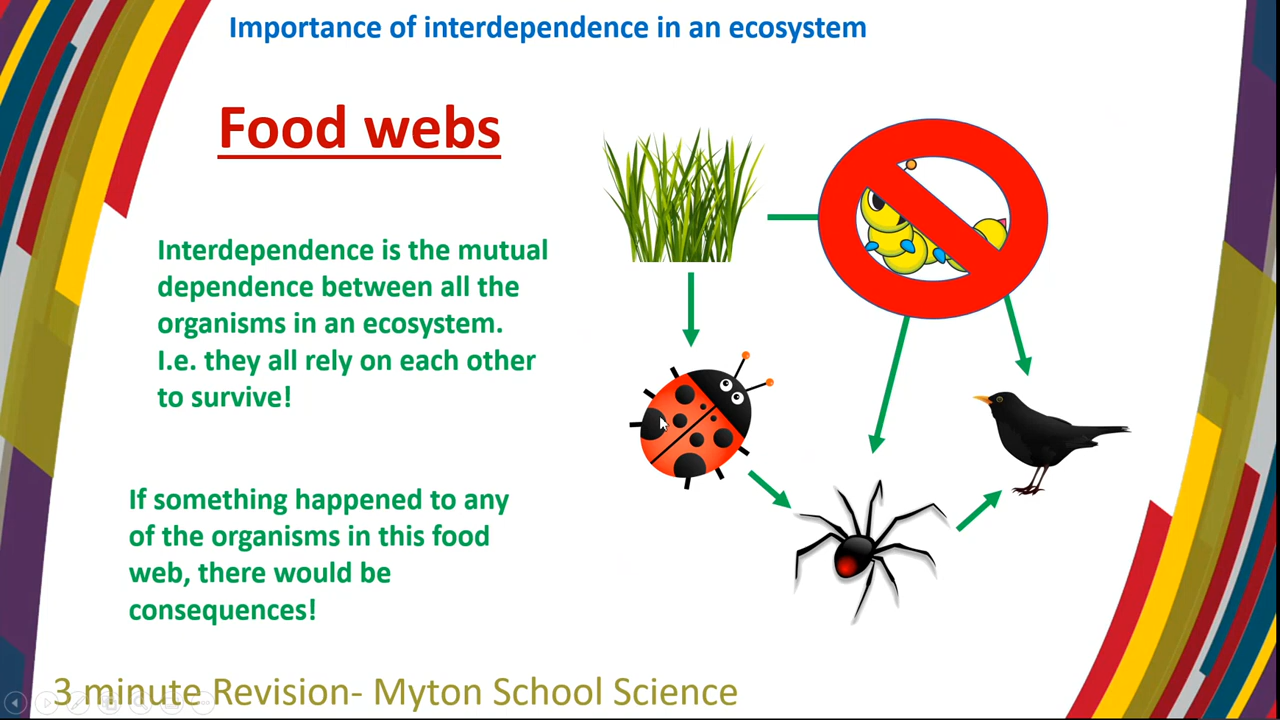 Importance of interdependence in an ecosystem
Food webs
Interdependence is the mutual
dependence between all the
organisms in an ecosystem.
I.e. they all rely on each other
to survive!
If something happened to any
of the organisms in this food
web, there would be
consequences!
3 minute Revision- Myton School Science